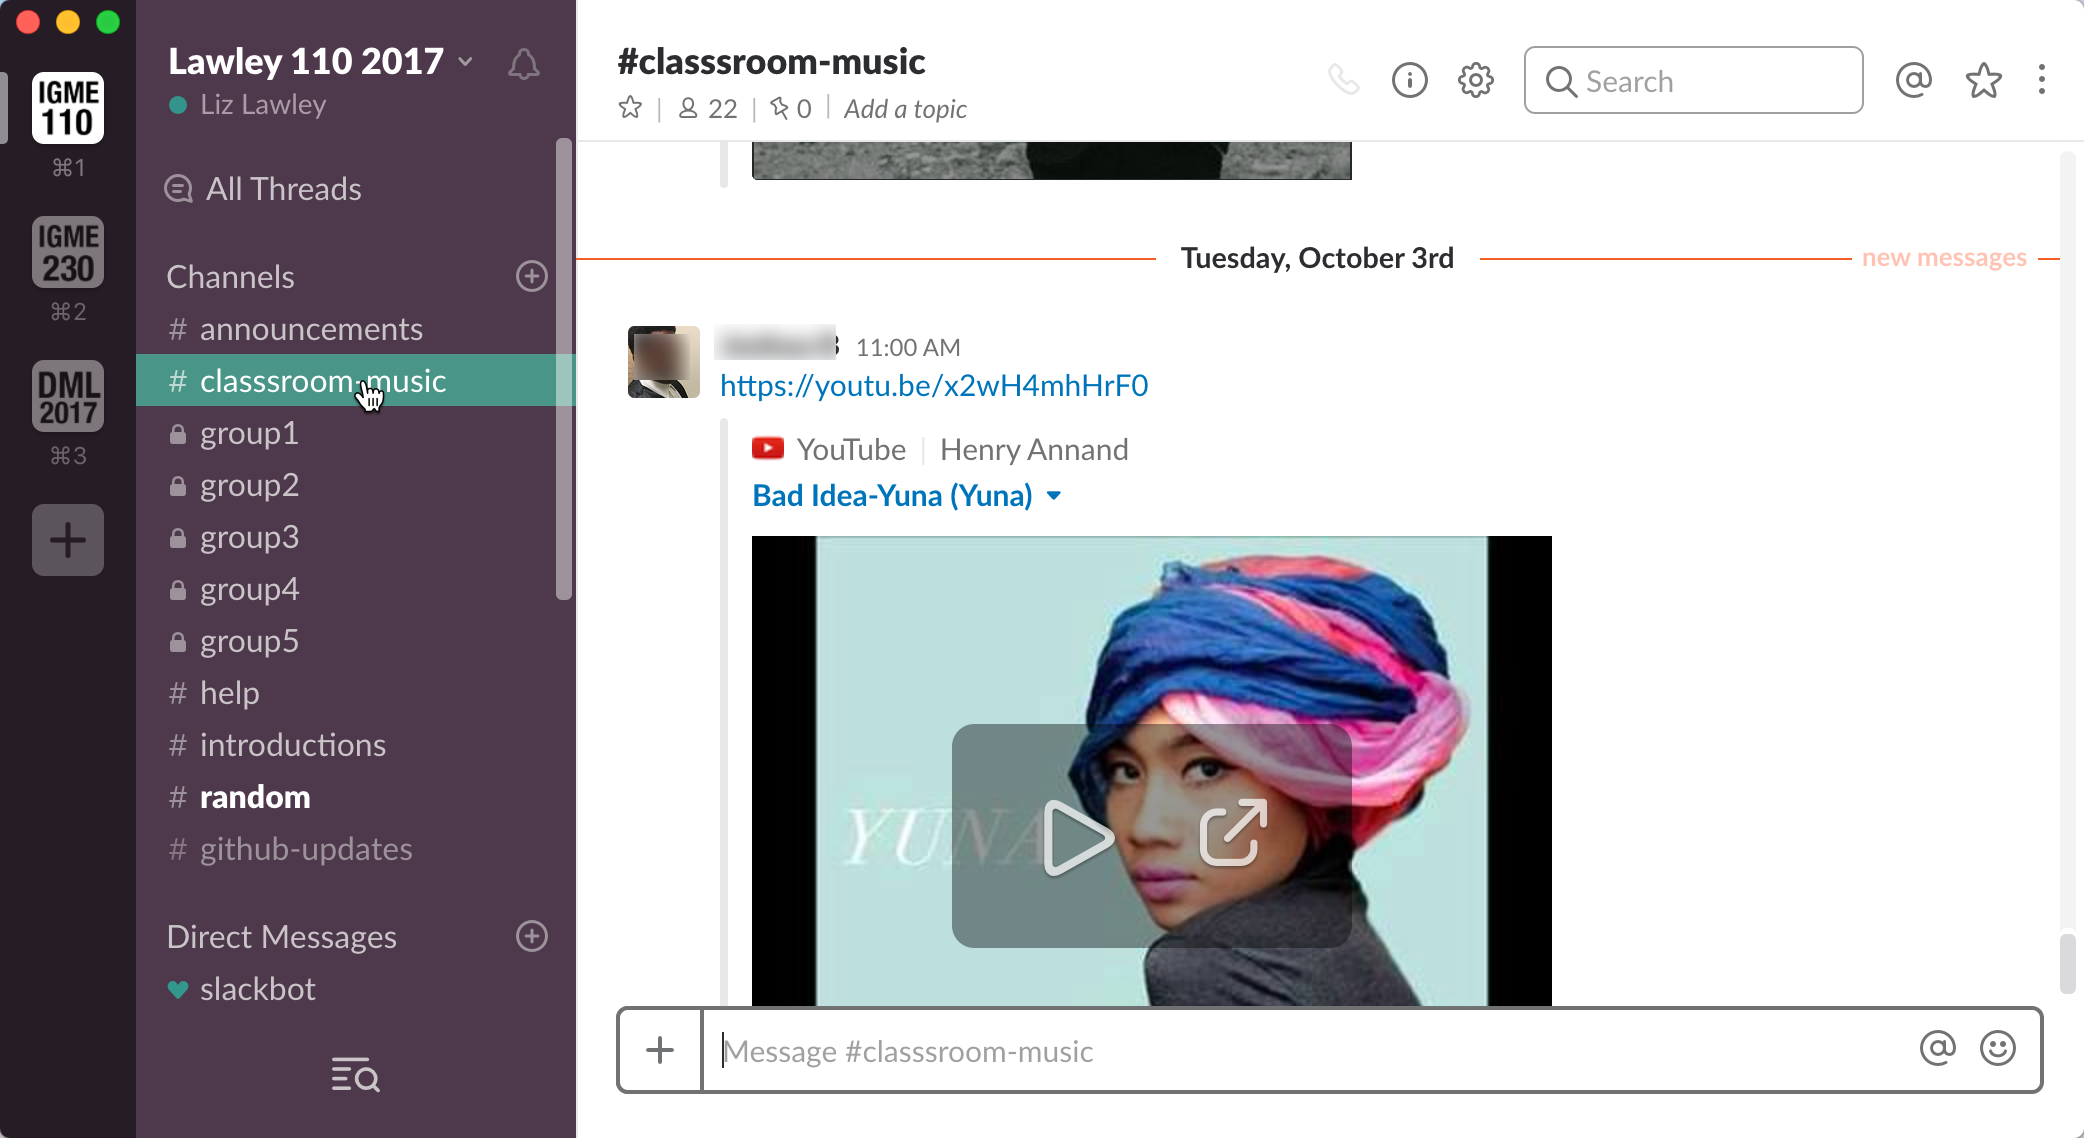 IGME
110
⌘1
IGME
230
⌘2
DML
2017
⌘3
Lawley 110 2017
Liz Lawley
All Threads
Channels
# announcements
# classsroom-music
group1
group2
group3
group4
group5
# help
# introductions
# random
# github-updates
Direct Messages
slackbot
#classsroom-music
22 | 0 | Add a topic
Search
Tuesday, October 3rd
new messages
11:00 AM
https://youtu.be/x2wH4mhHrF0
YouTube | Henry Annand
Bad Idea-Yuna (Yuna)
YUNA
Message #classsroom-music